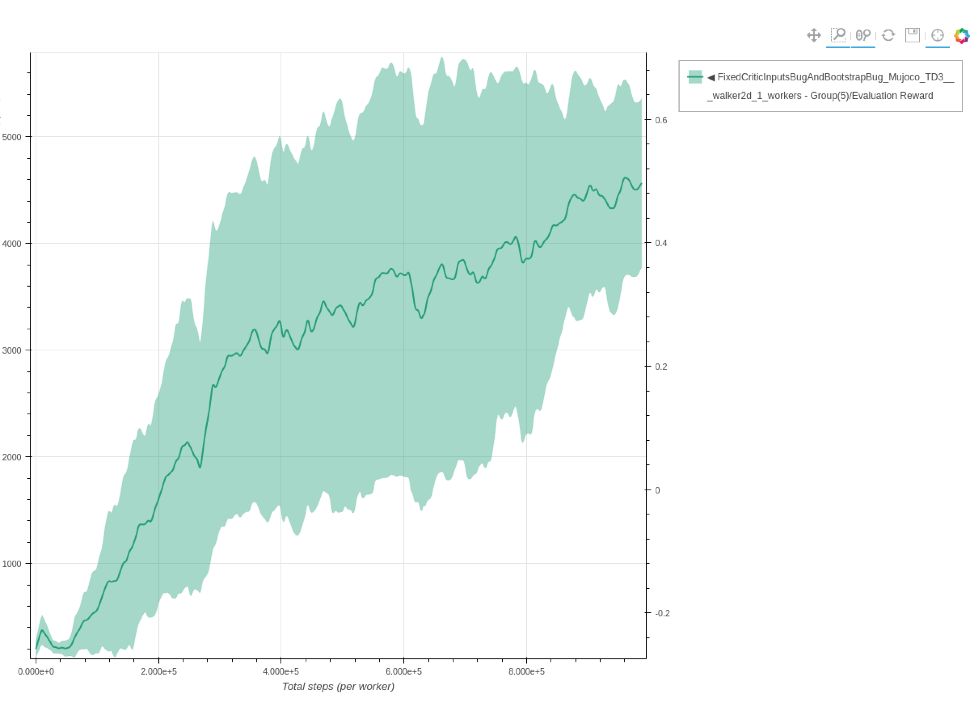 ◀ FixedCriticInputsBugAndBootstrapBug_Mujoco_TD3__
_walker2d_1_workers - Group(5)/Evaluation Reward
5000
4000
3000
2000
1000
0.6
0.4
0.2
0
-0.2
0.000e+0 2.000e+5 4.000e+5 6.000e+5 8.000e+5
Total steps (per worker)